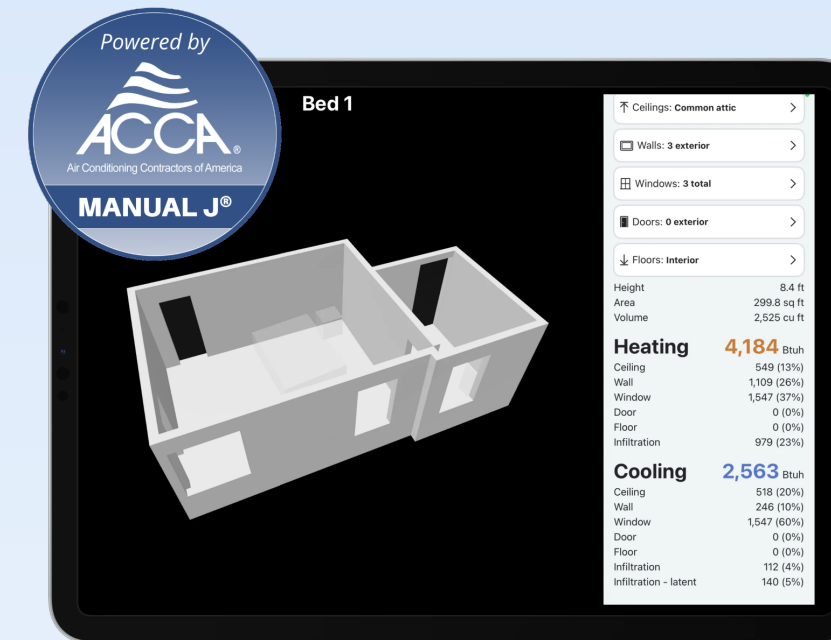 Powered by
ACCA®
Air Conditioning Contractors of America
MANUAL J®
Bed 1
Ceilings: Common attic
Walls: 3 exterior
Windows: 3 total
Doors: 0 exterior
Floors: Interior
Height 8.4 ft
Area 299.8 sq ft
Volume 2,525 cu ft
Heating 4,184 Btuh
Ceiling 549 (13%)
Wall 1,109 (26%)
Window 1,547 (37%)
Door 0 (0%)
Floor 0 (0%)
Infiltration 979 (23%)
Cooling 2,563 Btuh
Ceiling 518 (20%)
Wall 246 (10%)
Window 1,547 (60%)
Door 0 (0%)
Floor 0 (0%)
Infiltration 112 (4%)
Infiltration - latent 140 (5%)